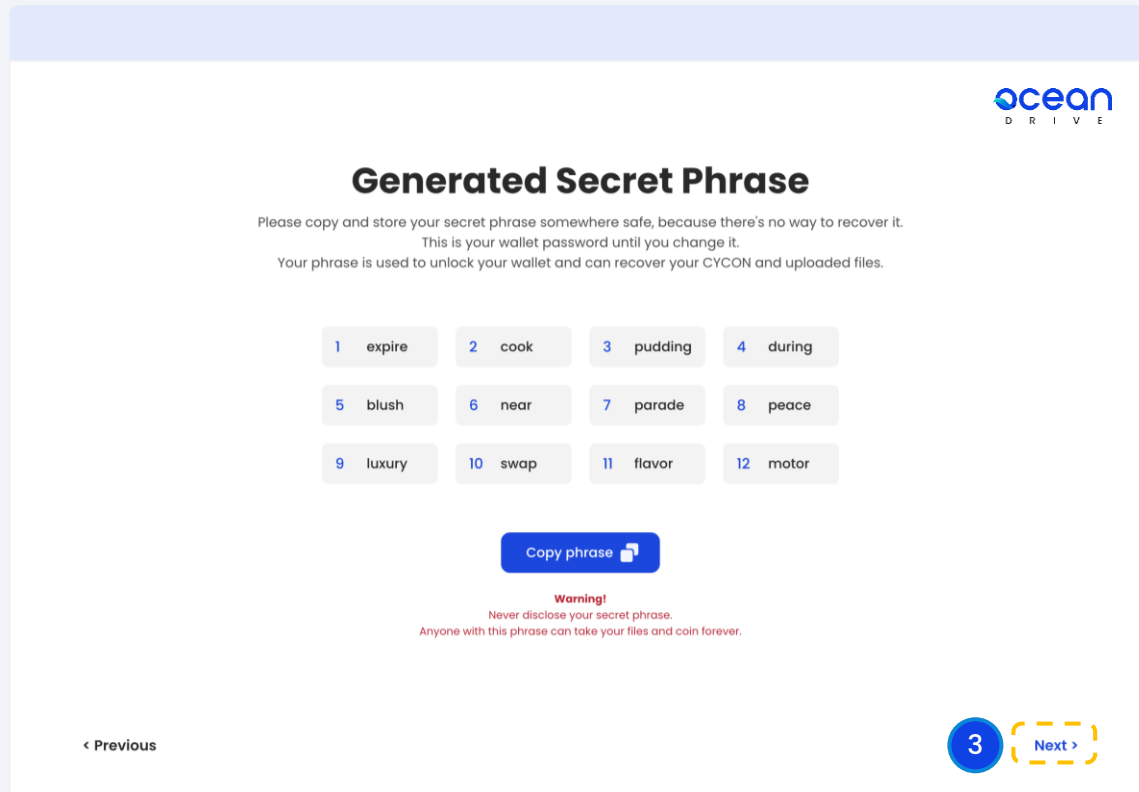 ocean
DRIVE
Generated Secret Phrase
Please copy and store your secret phrase somewhere safe, because there's no way to recover it.
This is your wallet password until you change it.
Your phrase is used to unlock your wallet and can recover your CYCON and uploaded files.
1 expire 2 cook 3 pudding 4 during
5 blush 6 near 7 parade 8 peace
9 luxury 10 swap 11 flavor 12 motor
Copy phrase
Warning!
Never disclose your secret phrase.
Anyone with this phrase can take your files and coin forever.
< Previous 3 Next >